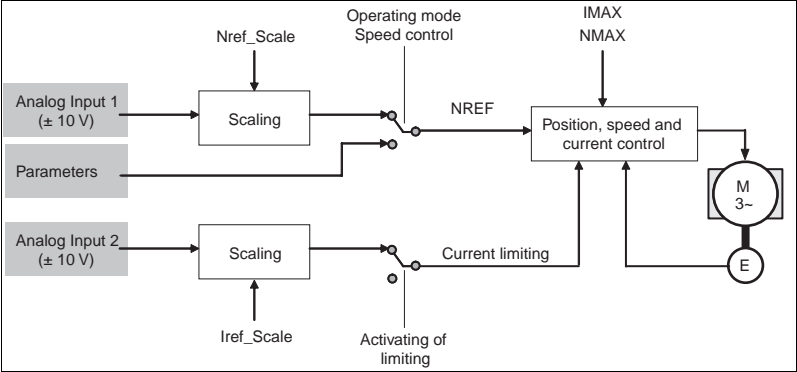 Operating mode
Speed control
IMAX
NMAX
Nref_Scale
Analog Input 1
(± 10 V)
Scaling
NREF
Position, speed and
current control
Parameters
M
3~
Analog Input 2
(± 10 V)
Scaling
Current limiting
E
Iref_Scale
Activating of
limiting